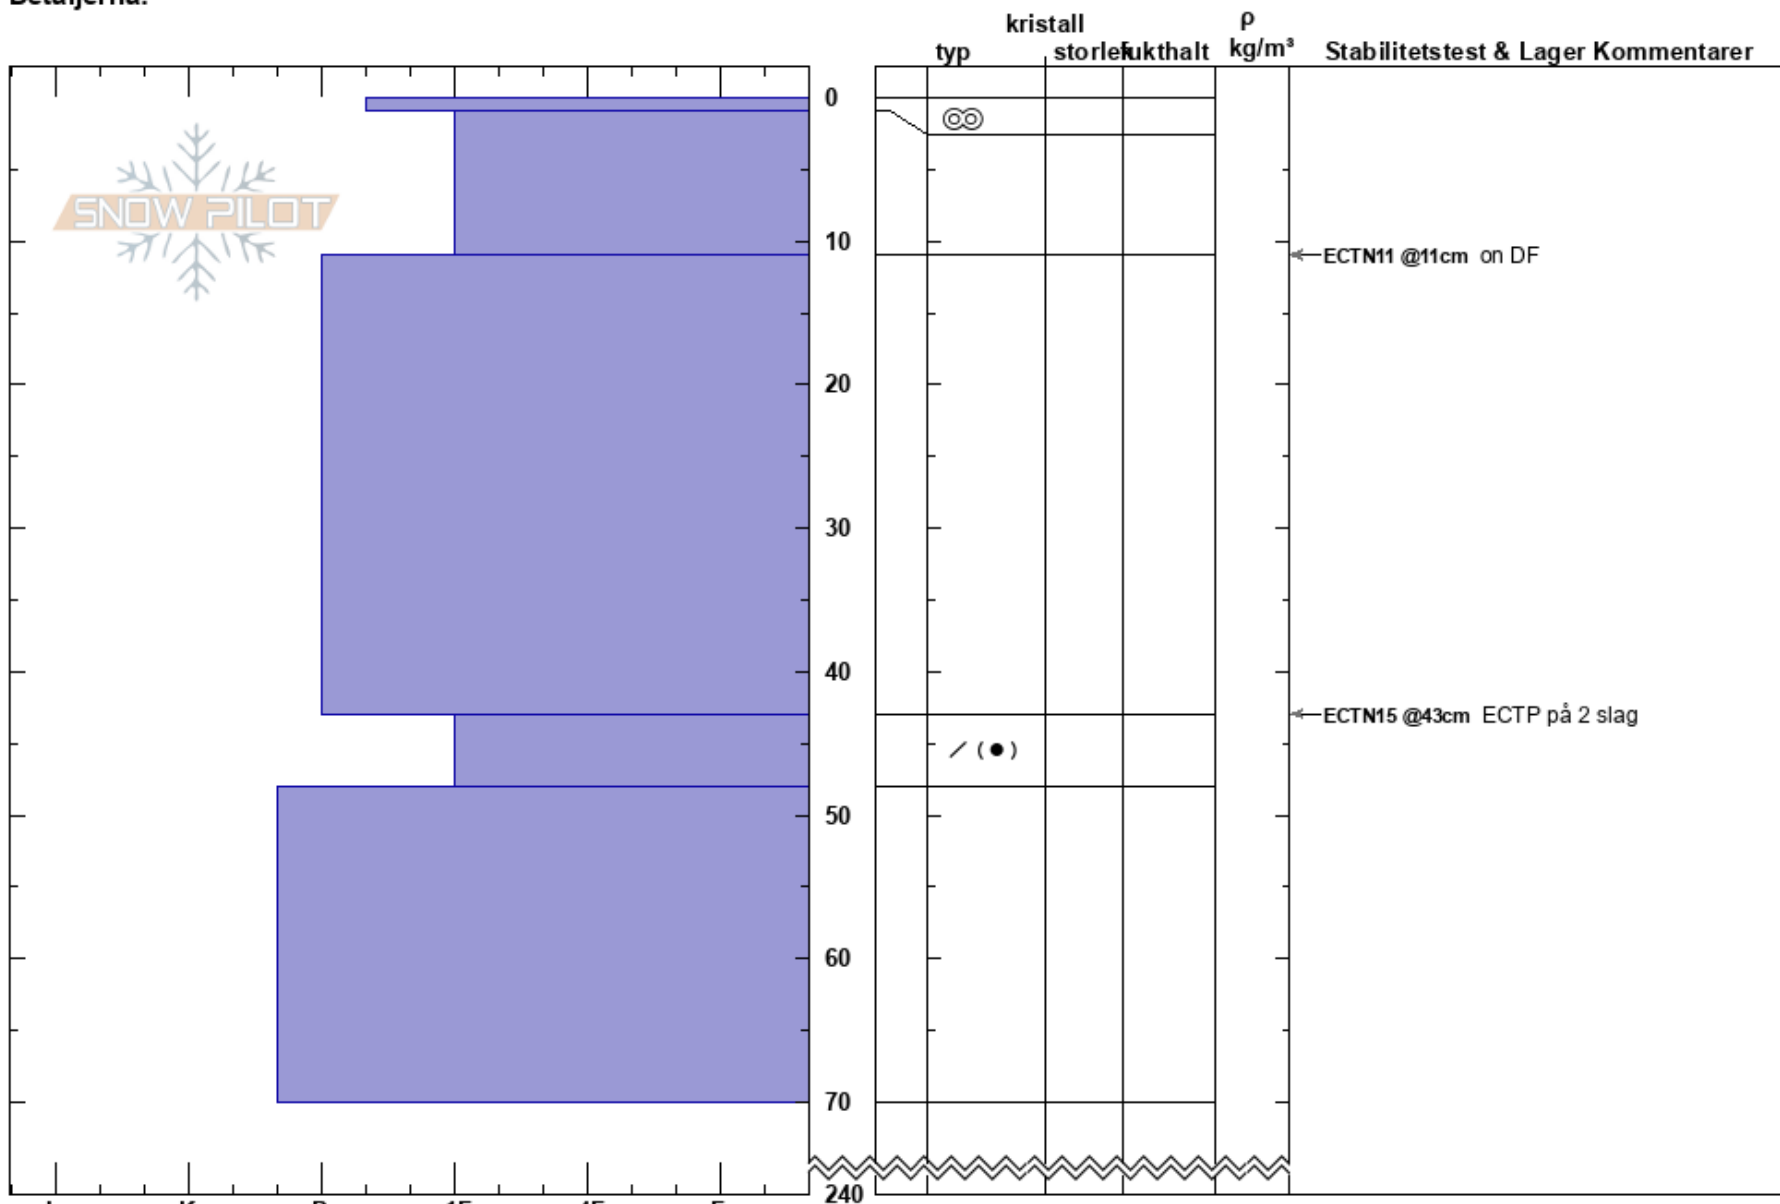 kristall
ρ
typ storlek fukthalt kg/m³ Stabilitetstest & Lager Kommentarer
0
SNOW PILOT
10
ECTN11 @11cm on DF
20
30
40
ECTN15 @43cm ECTP på 2 slag
50
60
70
240